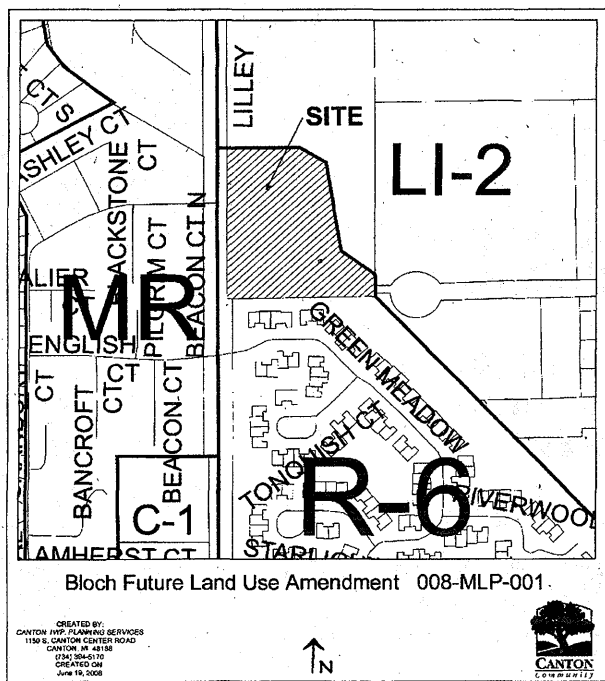 CT S
ASHLEY CT
BLACKSTONE CT
LILLEY
SITE
LI-2
PILGRIM CT
BEACON CT N
MR
ENGLISH
CT
CT
CT
BANCROFT
BEACON CT
GREEN MEADOW
TONQUISH CT
R-6
RIVERWOOD
C-1
AMHERST CT
Bloch Future Land Use Amendment 008-MLP-001
CREATED BY:
CANTON TWP. PLANNING SERVICES
1150 S. CANTON CENTER ROAD
CANTON, MI 48188
(734) 394-5170
CREATED ON
June 19, 2008
N
CANTON
Community